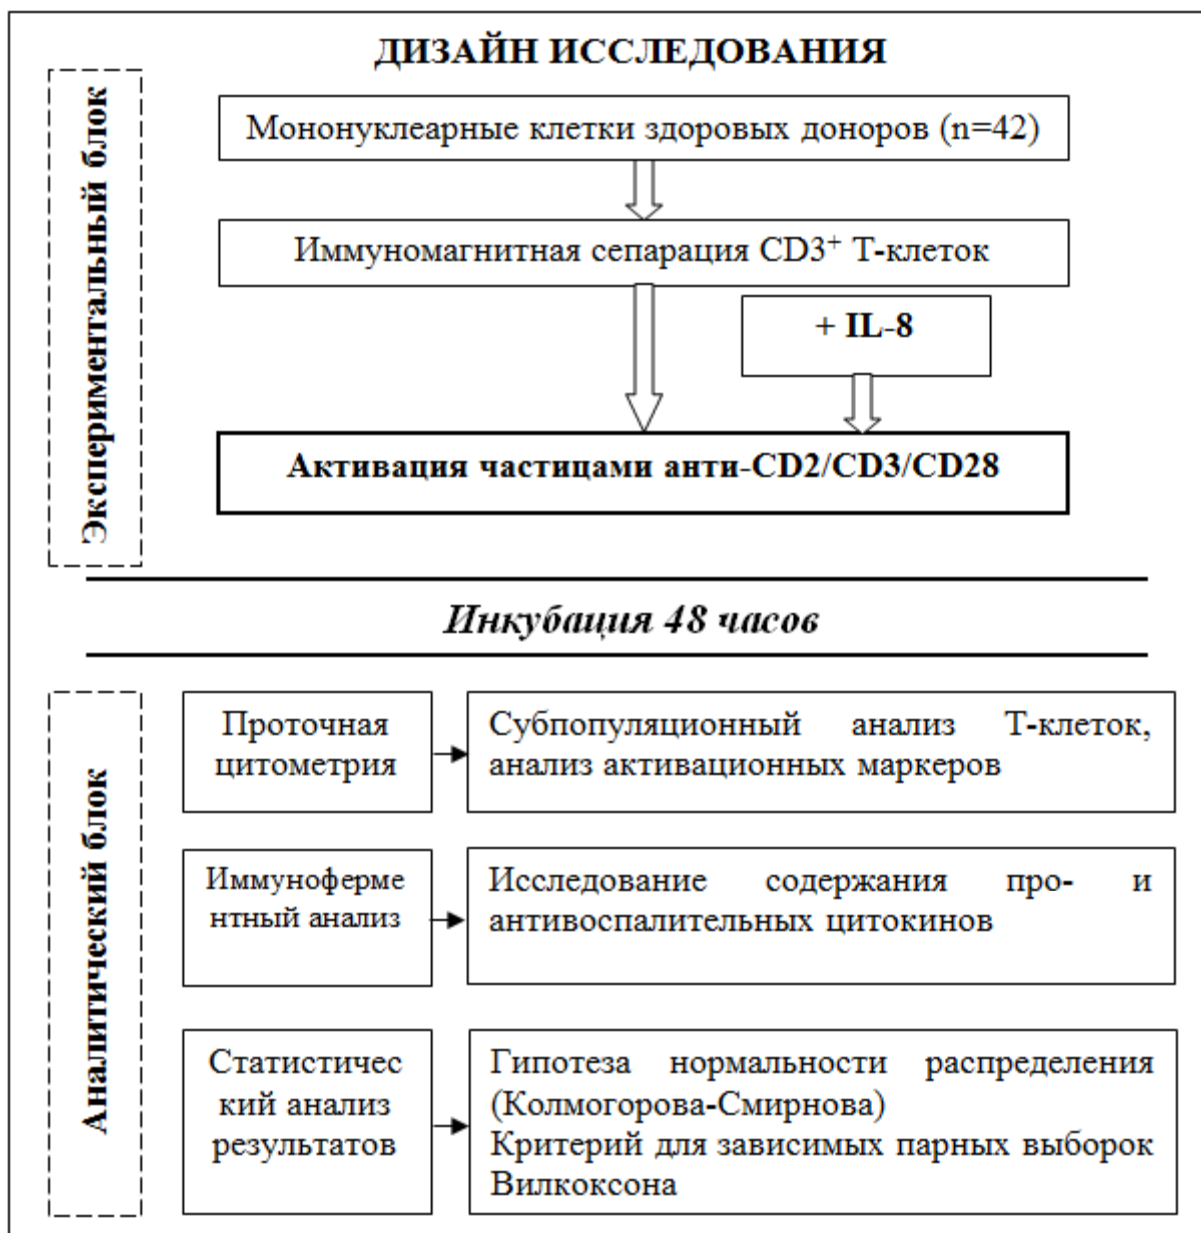 ДИЗАЙН ИССЛЕДОВАНИЯ
Экспериментальный блок
Мононуклеарные клетки здоровых доноров (n=42)
Иммуномагнитная сепарация CD3⁺ Т-клеток
+ IL-8
Активация частицами анти-CD2/CD3/CD28
Инкубация 48 часов
Аналитический блок
Проточная
цитометрия
Субпопуляционный анализ Т-клеток,
анализ активационных маркеров
Иммуноферме
нтный анализ
Исследование содержания про- и
антивоспалительных цитокинов
Статистичес
кий анализ
результатов
Гипотеза нормальности распределения
(Колмогорова-Смирнова)
Критерий для зависимых парных выборок
Вилкоксона